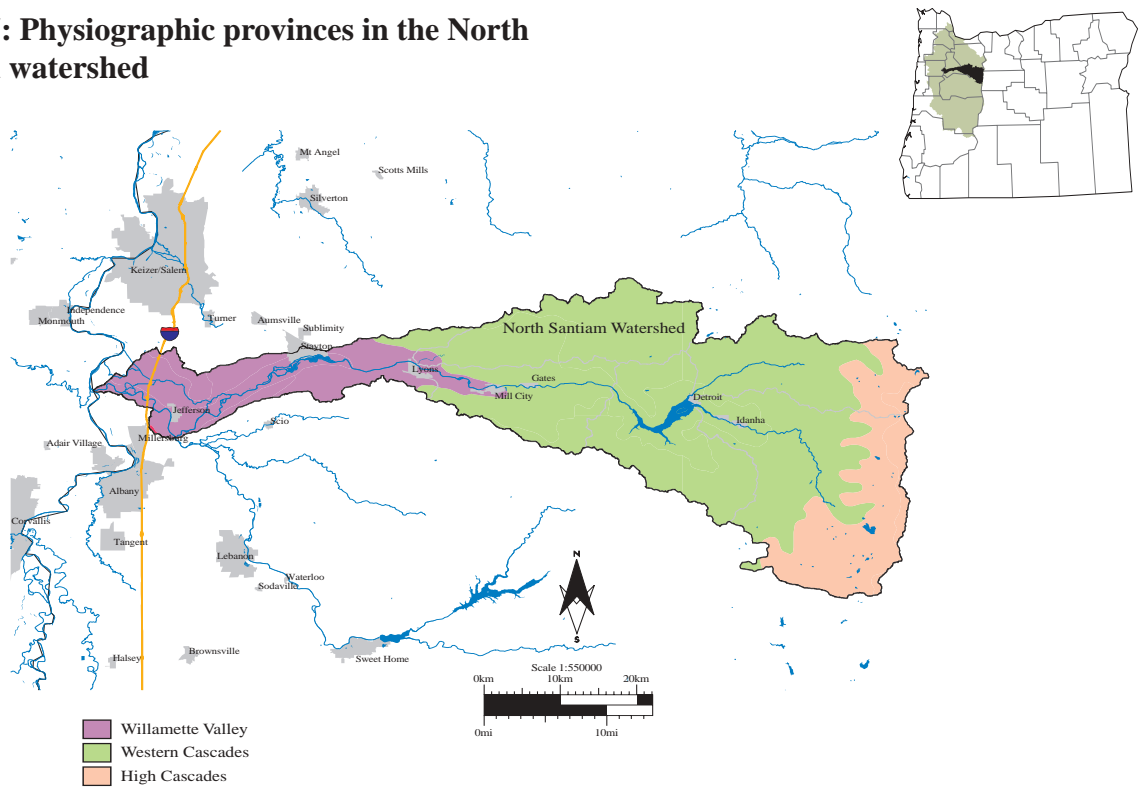 : Physiographic provinces in the North
watershed
Mt Angel
Scotts Mills
Silverton
Keizer/Salem
Independence
Monmouth
Turner
Aumsville
Sublimity
Stayton
North Santiam Watershed
Lyons
Gates
Mill City
Detroit
Idanha
Jefferson
Scio
Millersburg
Adair Village
Albany
Corvallis
Tangent
Lebanon
Waterloo
Sodaville
N
S
Halsey
Brownsville
Sweet Home
Scale 1:550000
0km 10km 20km
0mi 10mi
Willamette Valley
Western Cascades
High Cascades